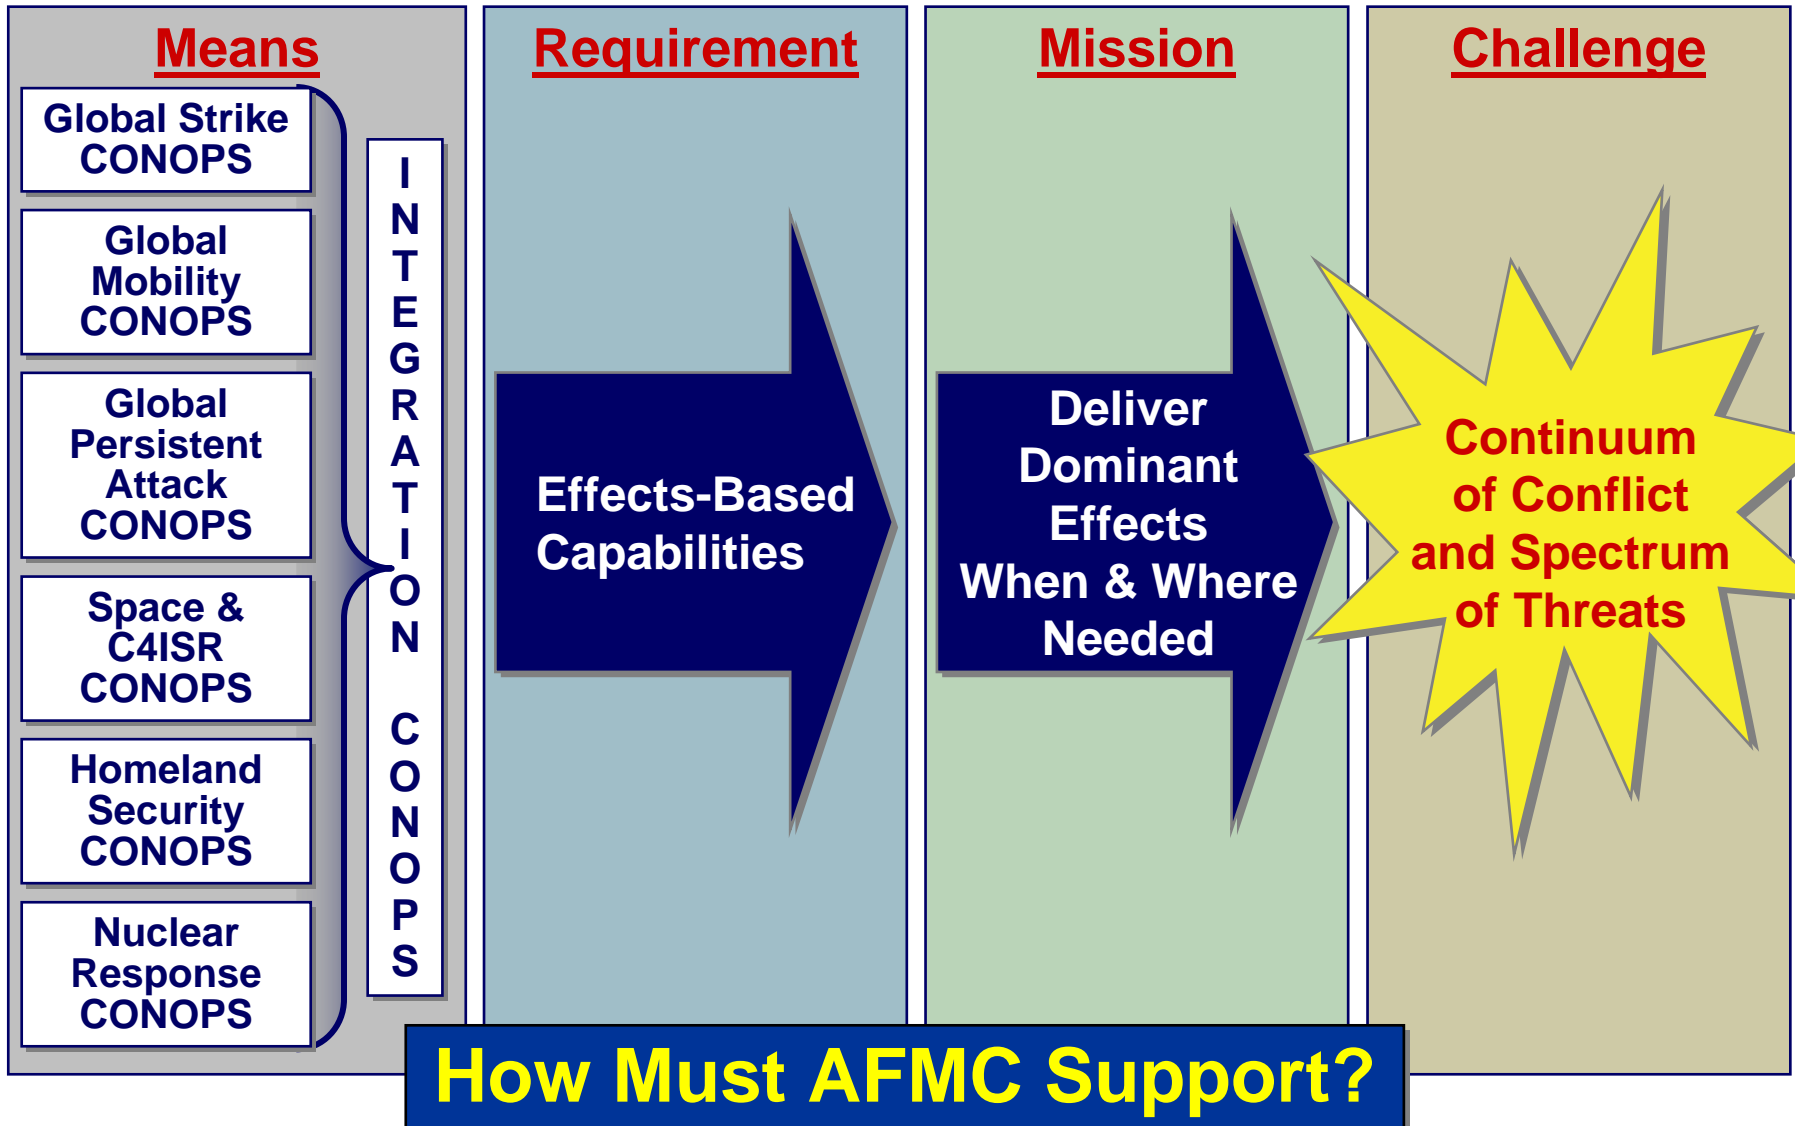 Means
Global Strike
CONOPS
Global
Mobility
CONOPS
Global
Persistent
Attack
CONOPS
Space &
C4ISR
CONOPS
Homeland
Security
CONOPS
Nuclear
Response
CONOPS
INTEGRATION CONOPS
Requirement
Effects-Based
Capabilities
Mission
Deliver
Dominant
Effects
When & Where
Needed
Challenge
Continuum
of Conflict
and Spectrum
of Threats
How Must AFMC Support?